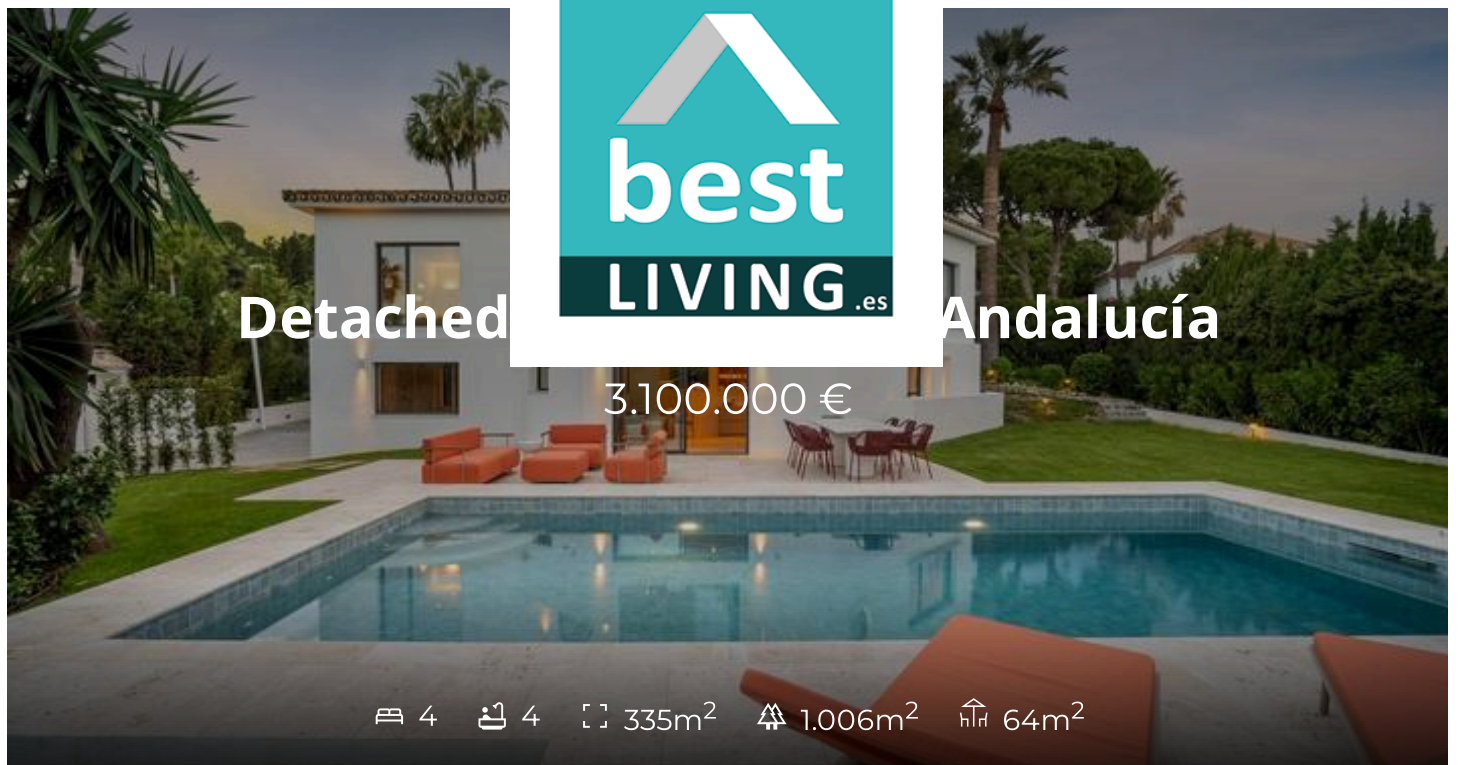 best
LIVING.es
Detached Andalucía
3.100.000 €
4 4 335m² 1.006m² 64m²